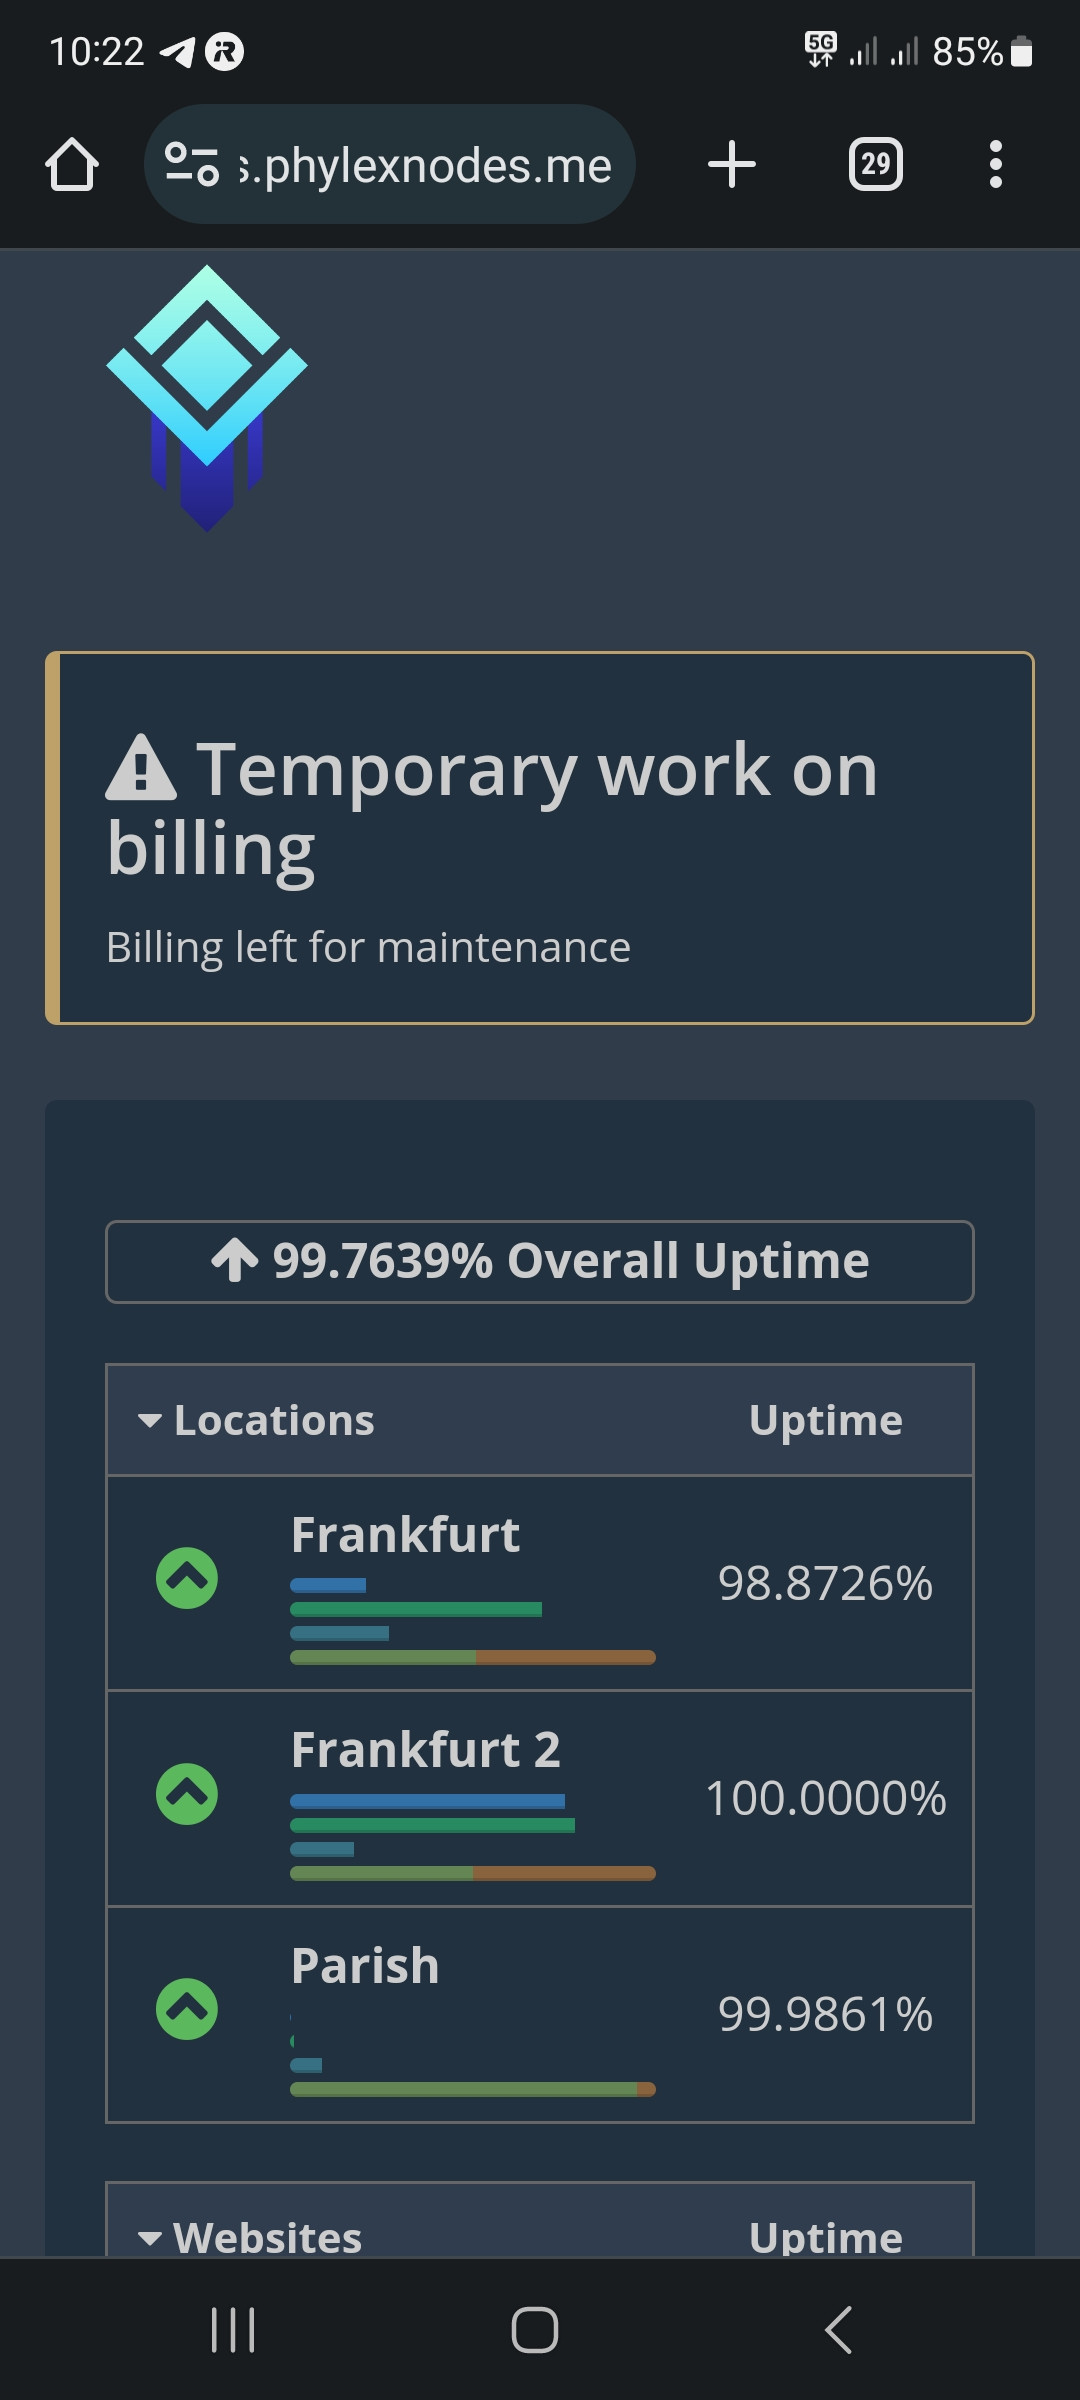 10:22
5G
85%
s.phylexnodes.me
29
Temporary work on
billing
Billing left for maintenance
99.7639% Overall Uptime
Locations Uptime
Frankfurt
98.8726%
Frankfurt 2
100.0000%
Parish
99.9861%
Websites Uptime